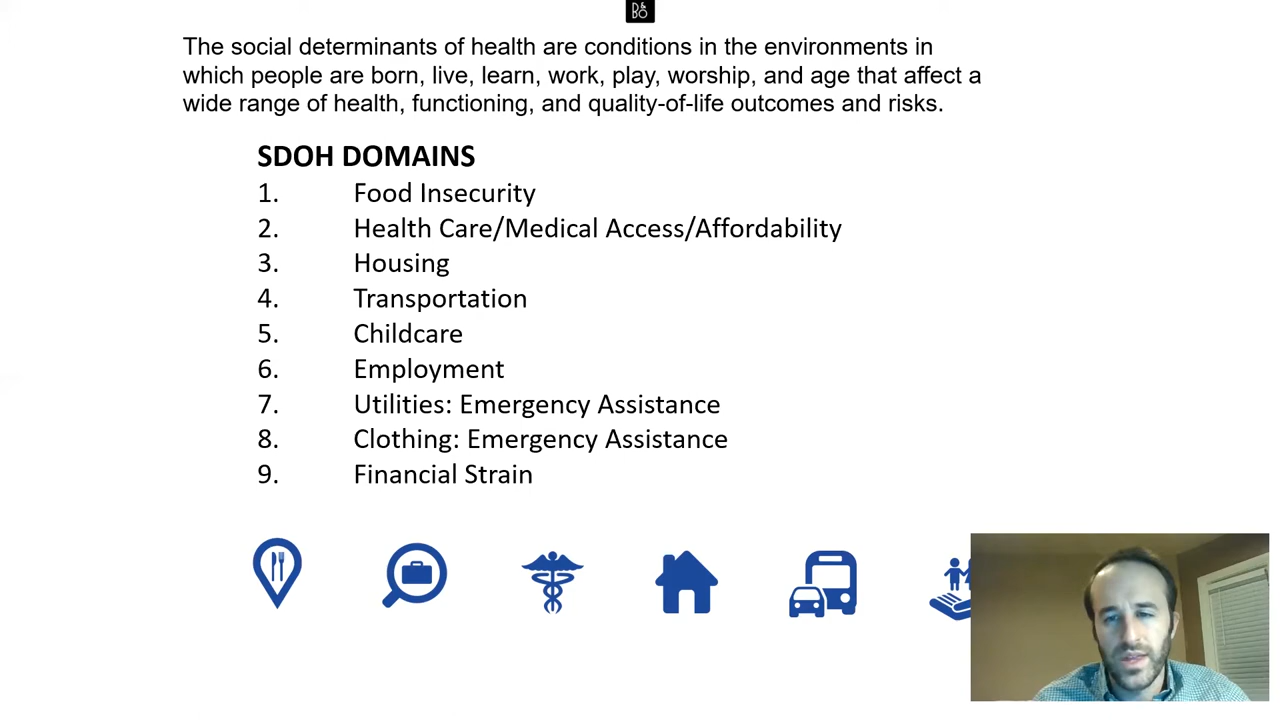 D&
BO
The social determinants of health are conditions in the environments in
which people are born, live, learn, work, play, worship, and age that affect a
wide range of health, functioning, and quality-of-life outcomes and risks.
SDOH DOMAINS
1. Food Insecurity
2. Health Care/Medical Access/Affordability
3. Housing
4. Transportation
5. Childcare
6. Employment
7. Utilities: Emergency Assistance
8. Clothing: Emergency Assistance
9. Financial Strain